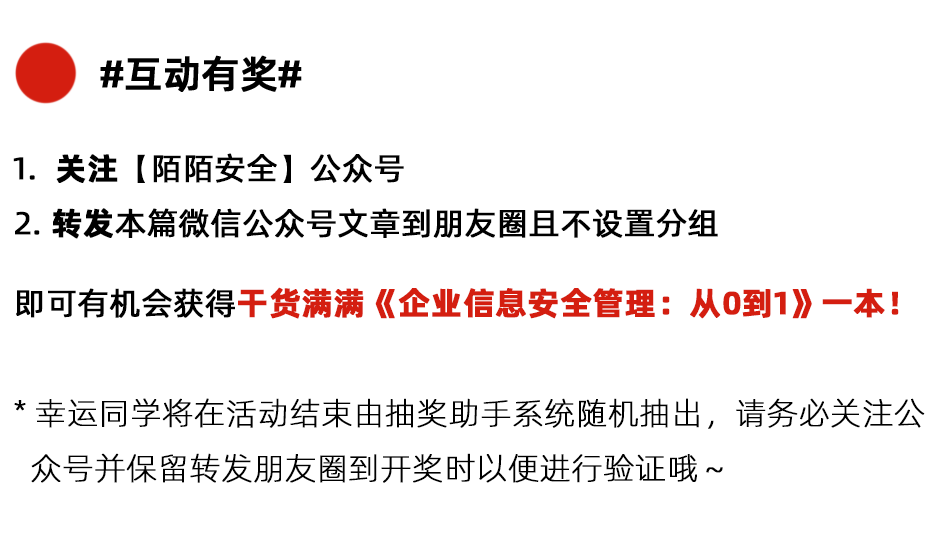 #互动有奖#
1. 关注【陌陌安全】公众号
2. 转发本篇微信公众号文章到朋友圈且不设置分组
即可有机会获得干货满满《企业信息安全管理：从0到1》一本！
* 幸运同学将在活动结束由抽奖助手系统随机抽出，请务必关注公
众号并保留转发朋友圈到开奖时以便进行验证哦～